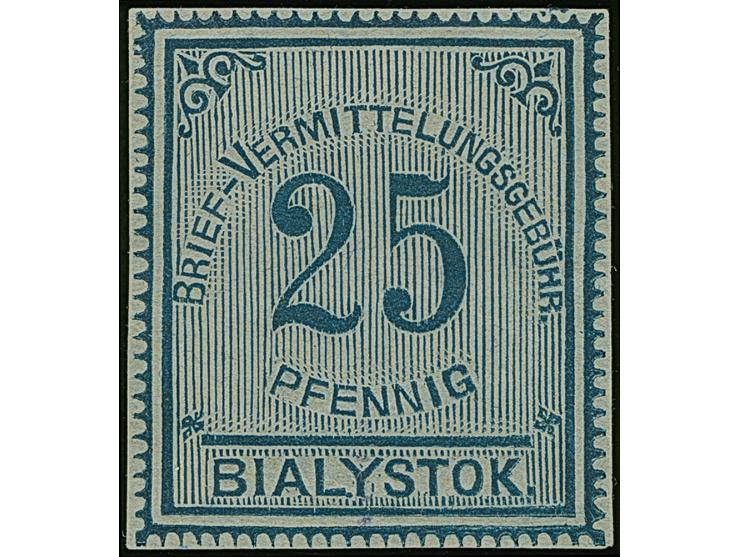 BRIEF-VERMITTELUNGSGEBÜHR.
25
PFENNIG
BIALYSTOK.